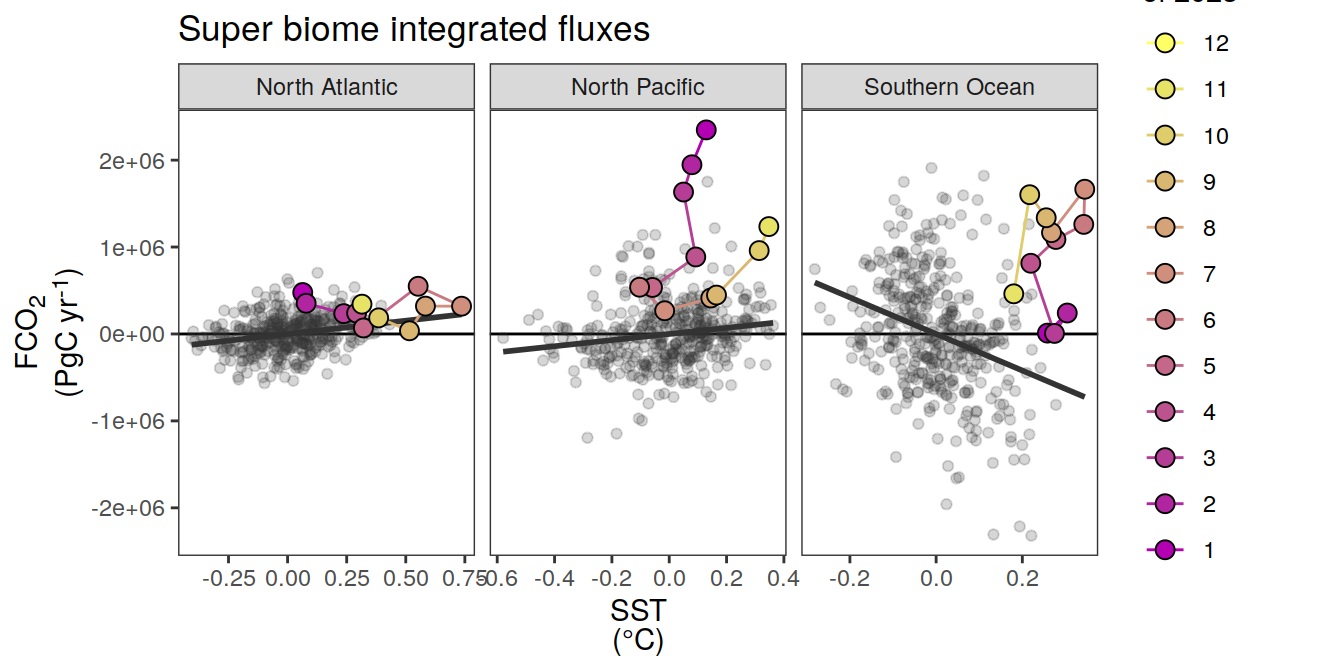 Super biome integrated fluxes
North Atlantic
North Pacific
Southern Ocean
2e+06
1e+06
0e+00
-1e+06
-2e+06
FCO2
(PgC yr-1)
-0.25 0.00 0.25 0.50 0.75
-0.6 -0.4 -0.2 0.0 0.2 0.4
-0.2 0.0 0.2
SST
(°C)
12
11
10
9
8
7
6
5
4
3
2
1